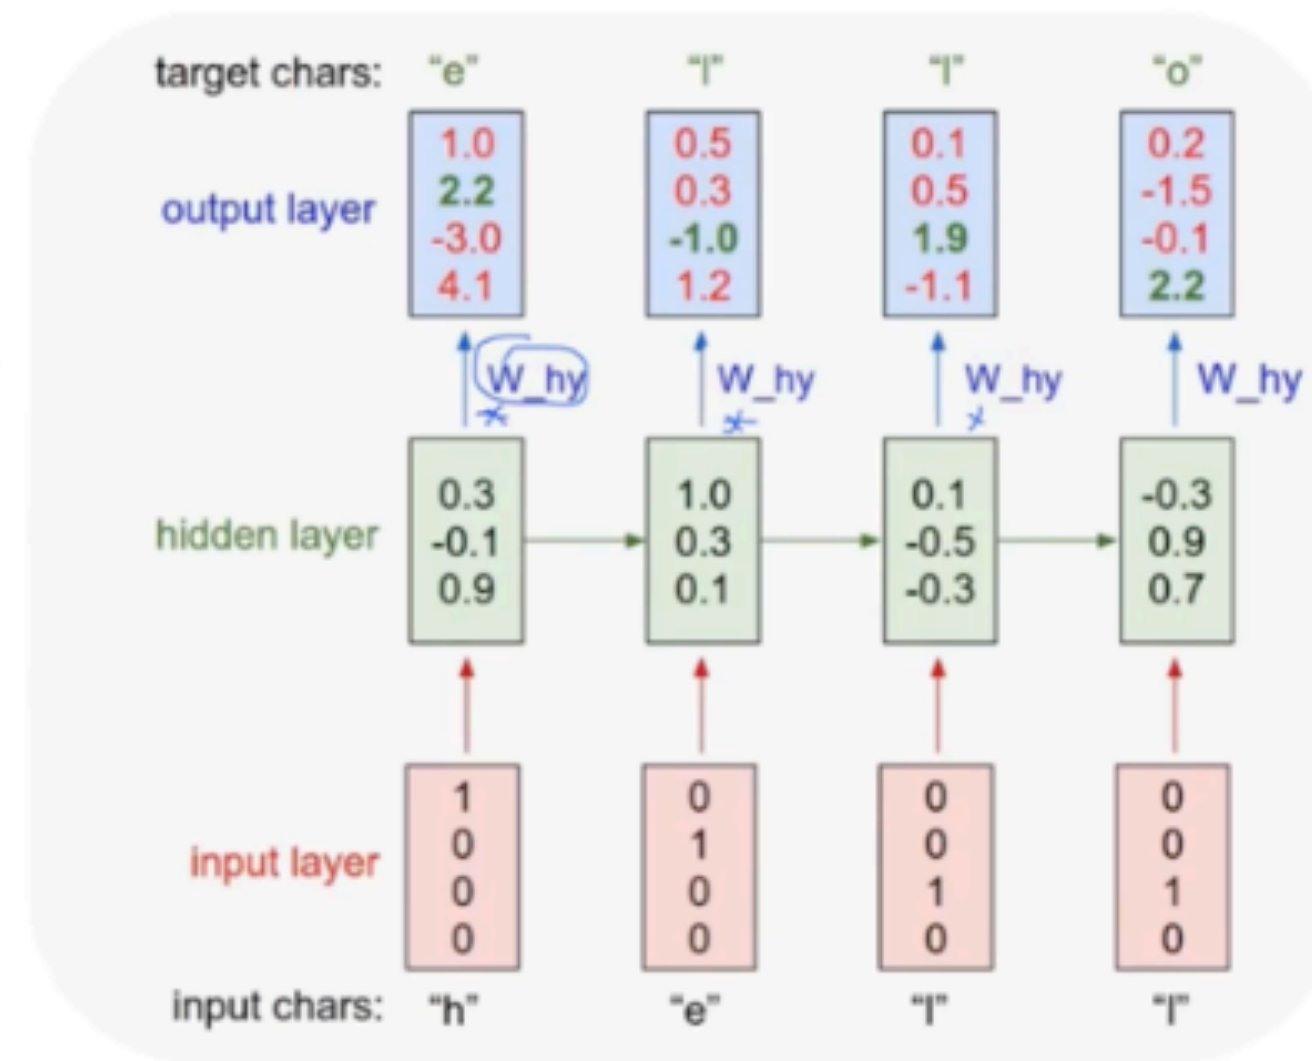 target chars: “e” “l” “l” “o”
1.0 0.5 0.1 0.2
2.2 0.3 0.5 -1.5
output layer
-3.0 -1.0 1.9 -0.1
4.1 1.2 -1.1 2.2
W_hy W_hy W_hy W_hy
0.3 1.0 0.1 -0.3
hidden layer -0.1 0.3 -0.5 0.9
0.9 0.1 -0.3 0.7
1 0 0 0
0 1 0 0
input layer
0 0 1 1
0 0 0 0
input chars: “h” “e” “l” “l”